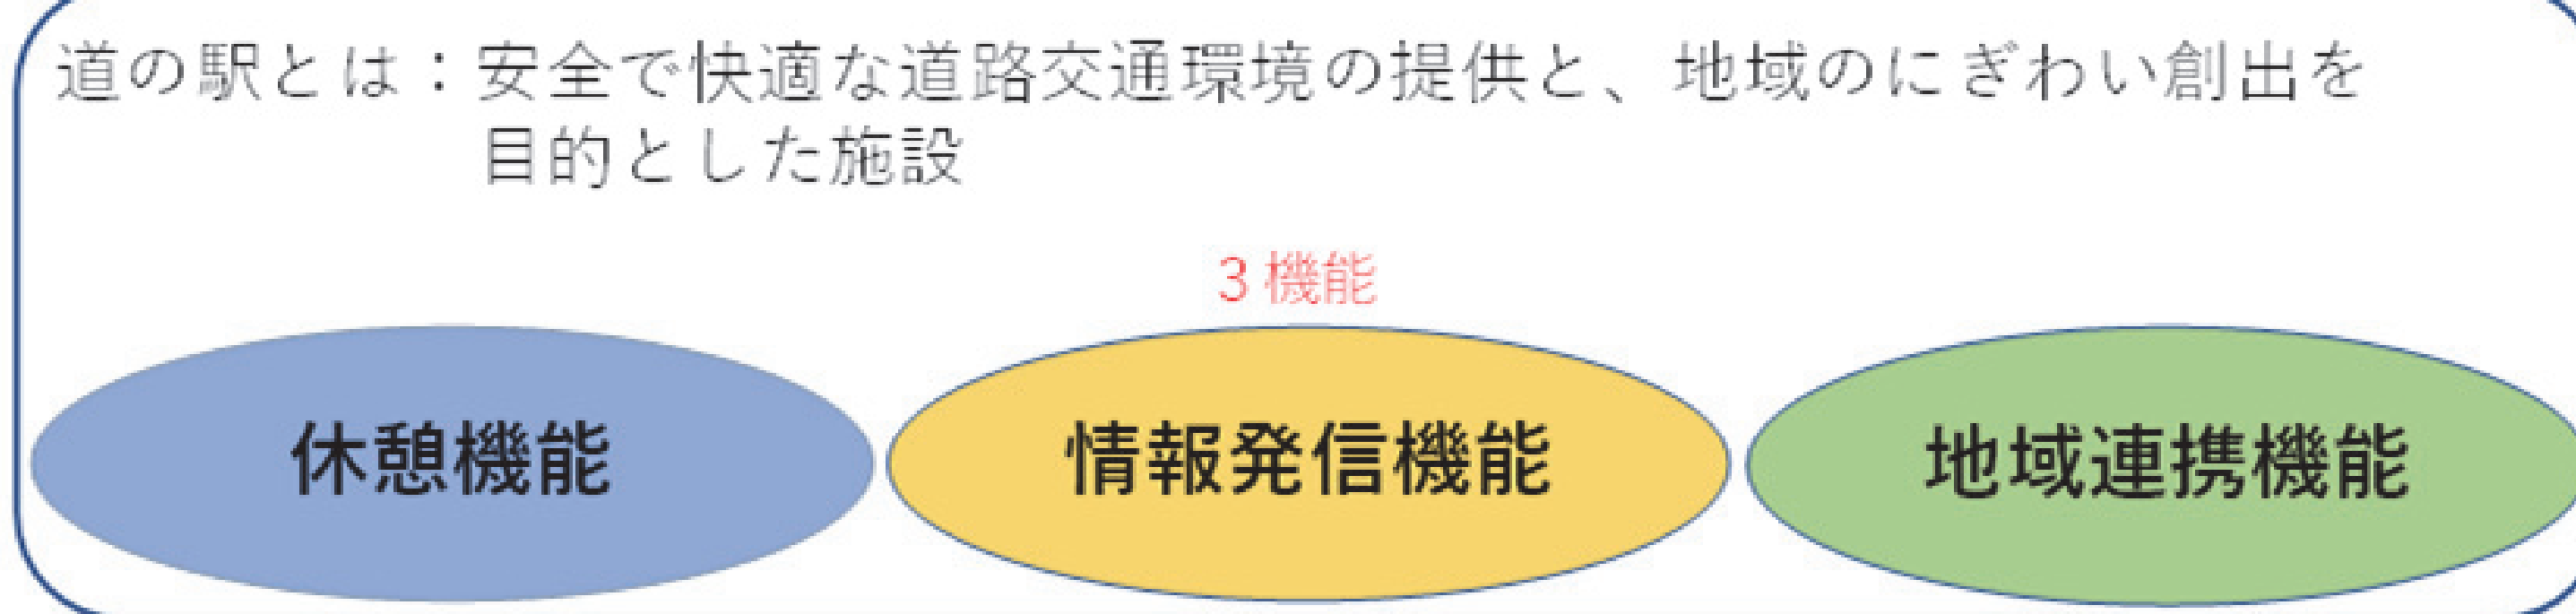 道の駅とは：安全で快適な道路交通環境の提供と、地域のにぎわい創出を
目的とした施設
3 機能
休憩機能
情報発信機能
地域連携機能